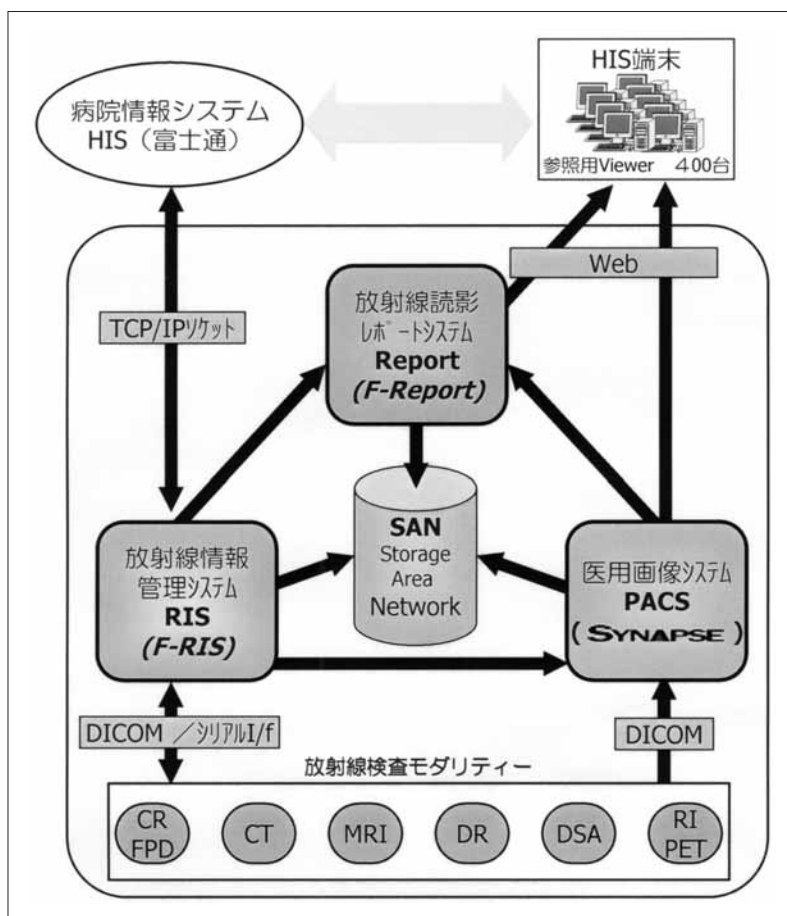 HIS端末
病院情報システム
HIS（富士通）
参照用Viewer　４00台
Web
放射線読影
ﾚﾎﾟｰﾄｼｽﾃﾑ
Report
(F-Report)
TCP/IPｿｹｯﾄ
SAN
Storage
Area
Network
放射線情報
管理ｼｽﾃﾑ
RIS
(F-RIS)
医用画像ｼｽﾃﾑ
PACS
( SYNAPSE )
DICOM ／ｼﾘｱﾙI/f
DICOM
放射線検査モダリティー
CR
FPD
CT
MRI
DR
DSA
RI
PET